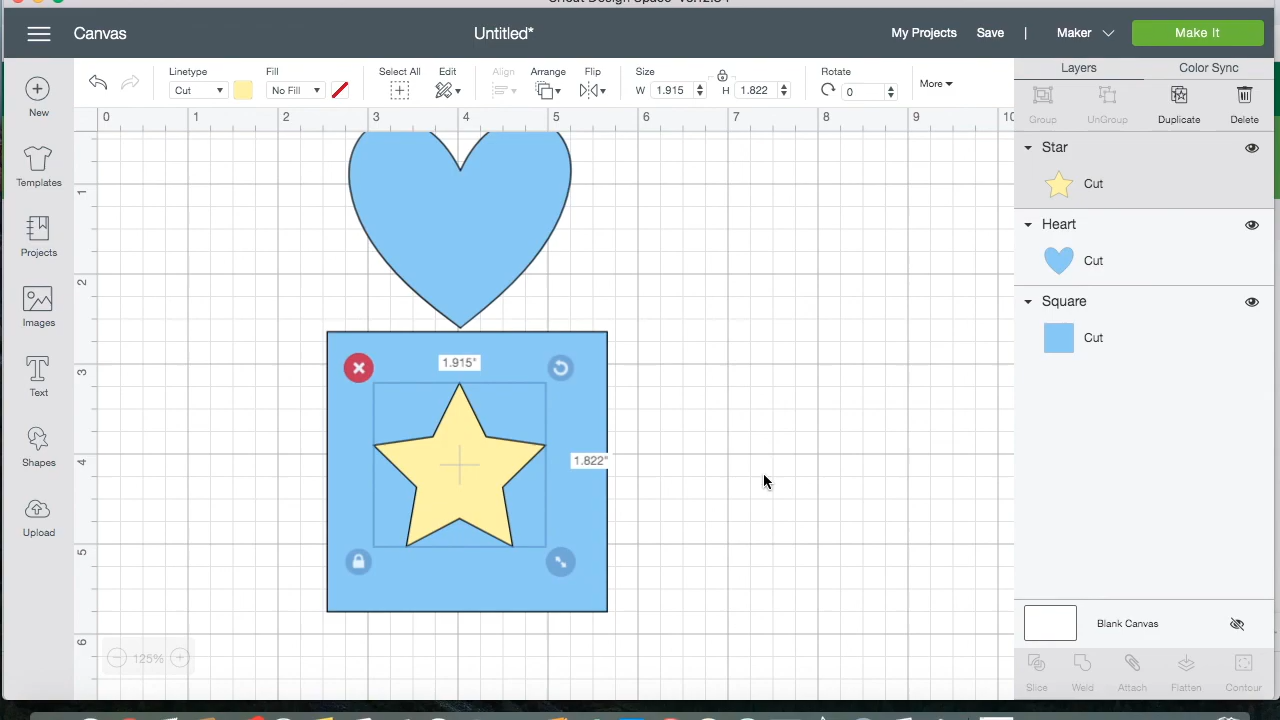 Canvas
Untitled*
My Projects
Save
|
Maker
Make It
New
Templates
Projects
Images
Text
Shapes
Upload
Linetype
Cut
Fill
No Fill
Select All
Edit
Align
Arrange
Flip
Size
W 1.915
H 1.822
Rotate
0
More
0 1 2 3 4 5 6 7 8 9 10
1
2
3
4
5
6
1.915"
1.822"
125%
Layers
Color Sync
Group
UnGroup
Duplicate
Delete
Star
Cut
Heart
Cut
Square
Cut
Blank Canvas
Slice
Weld
Attach
Flatten
Contour